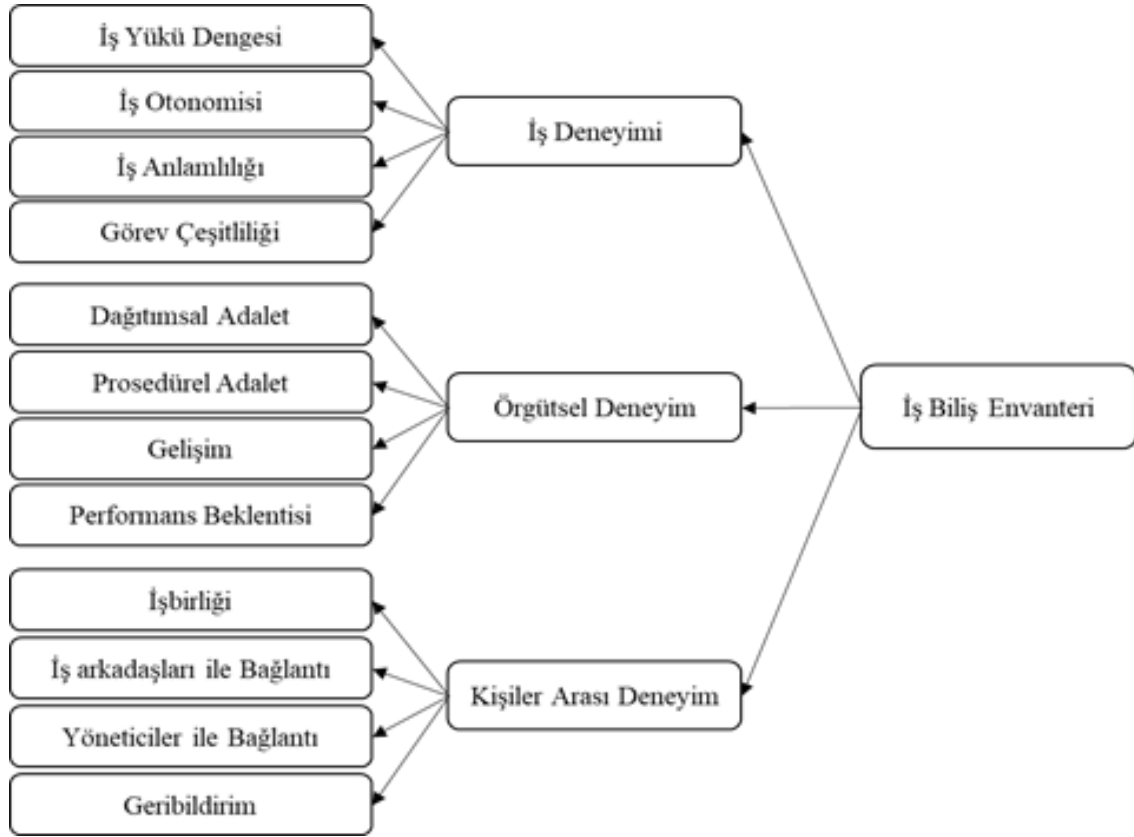 İş Yükü Dengesi
İş Otonomisi
İş Anlamlılığı
Görev Çeşitliliği
İş Deneyimi
Dağıtımsal Adalet
Prosedürel Adalet
Gelişim
Performans Beklentisi
Örgütsel Deneyim
İş Biliş Envanteri
İşbirliği
İş arkadaşları ile Bağlantı
Yöneticiler ile Bağlantı
Geribildirim
Kişiler Arası Deneyim